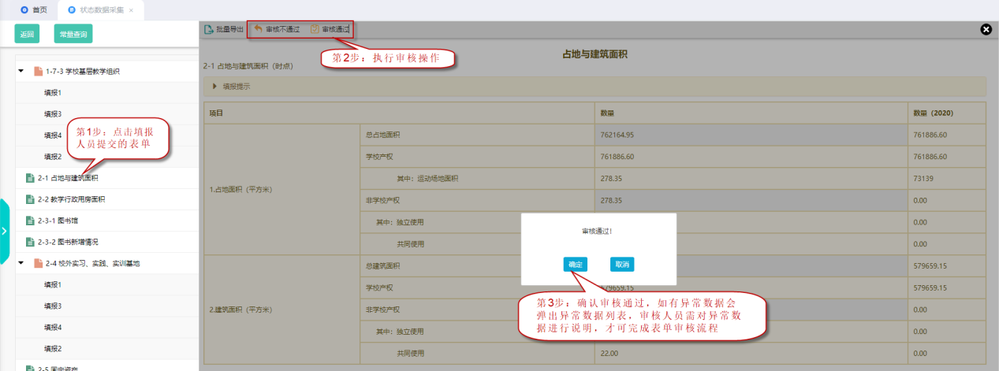 首页 状态数据采集 ×
返回 常量查询
批量导出 审核不通过 审核通过
第2步：执行审核操作
占地与建筑面积
2-1 占地与建筑面积（时点）
填报提示
1-7-3 学校基层教学组织
填报1
填报3
填报4
填报2
第1步：点击填报
人员提交的表单
2-1 占地与建筑面积
2-2 教学行政用房面积
2-3-1 图书馆
2-3-2 图书新增情况
2-4 校外实习、实践、实训基地
填报1
填报3
填报4
填报2
2-5 固定资产
项目 数量 数量（2020）
1.占地面积（平方米）
总占地面积 762164.95 761886.60
学校产权 761886.60 761886.60
其中：运动场地面积 278.35 73139
非学校产权 278.35 0.00
其中：独立使用 0.00
共同使用 0.00
2.建筑面积（平方米）
总建筑面积 579659.15
学校产权 579659.15 579659.15
非学校产权 0.00
其中：独立使用 0.00
共同使用 22.00 0.00
审核通过！
确定 取消
第3步：确认审核通过，如有异常数据会
弹出异常数据列表，审核人员需对异常数
据进行说明，才可完成表单审核流程